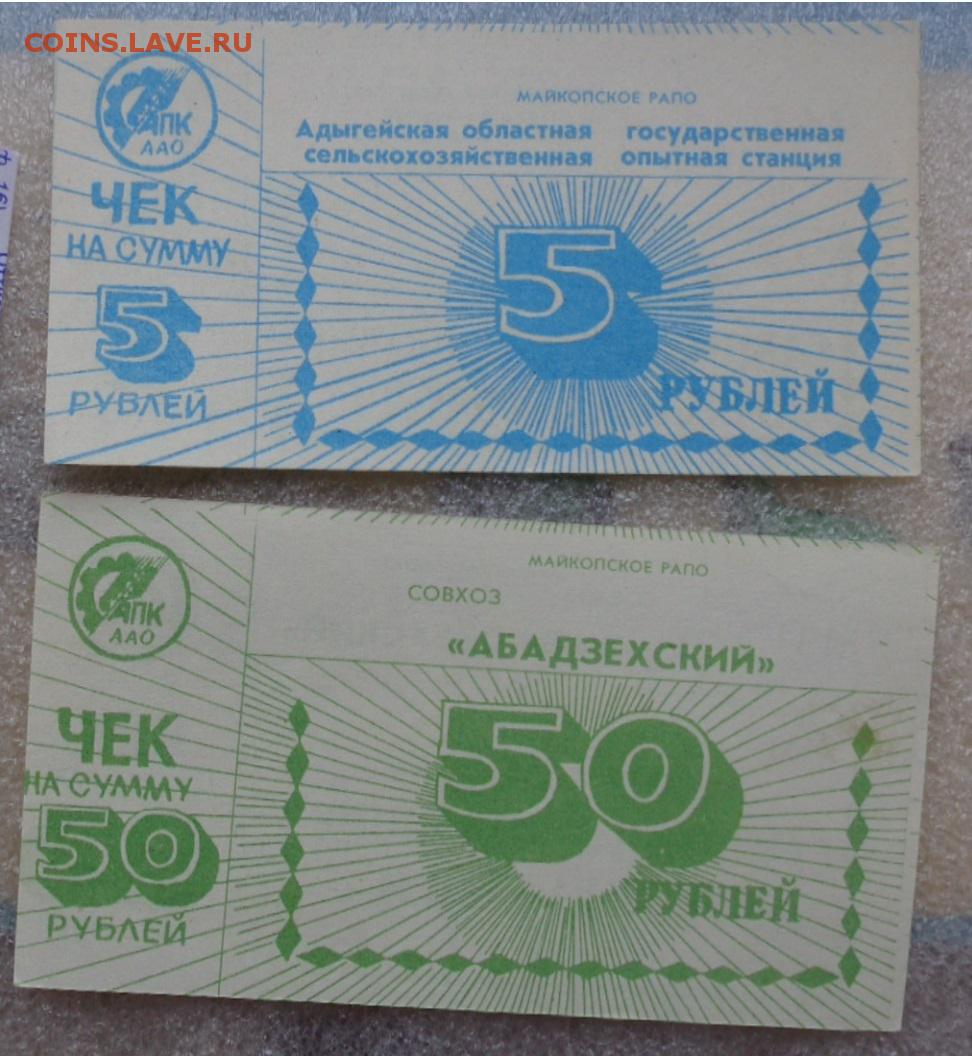 COINS.LAVE.RU
АПК
ААО
ЧЕК
НА СУММУ
5
РУБЛЕЙ
МАЙКОПСКОЕ РАПО
Адыгейская областная государственная
сельскохозяйственная опытная станция
5
РУБЛЕЙ
АПК
ААО
ЧЕК
НА СУММУ
50
РУБЛЕЙ
МАЙКОПСКОЕ РАПО
СОВХОЗ
«АБАДЗЕХСКИЙ»
50
РУБЛЕЙ